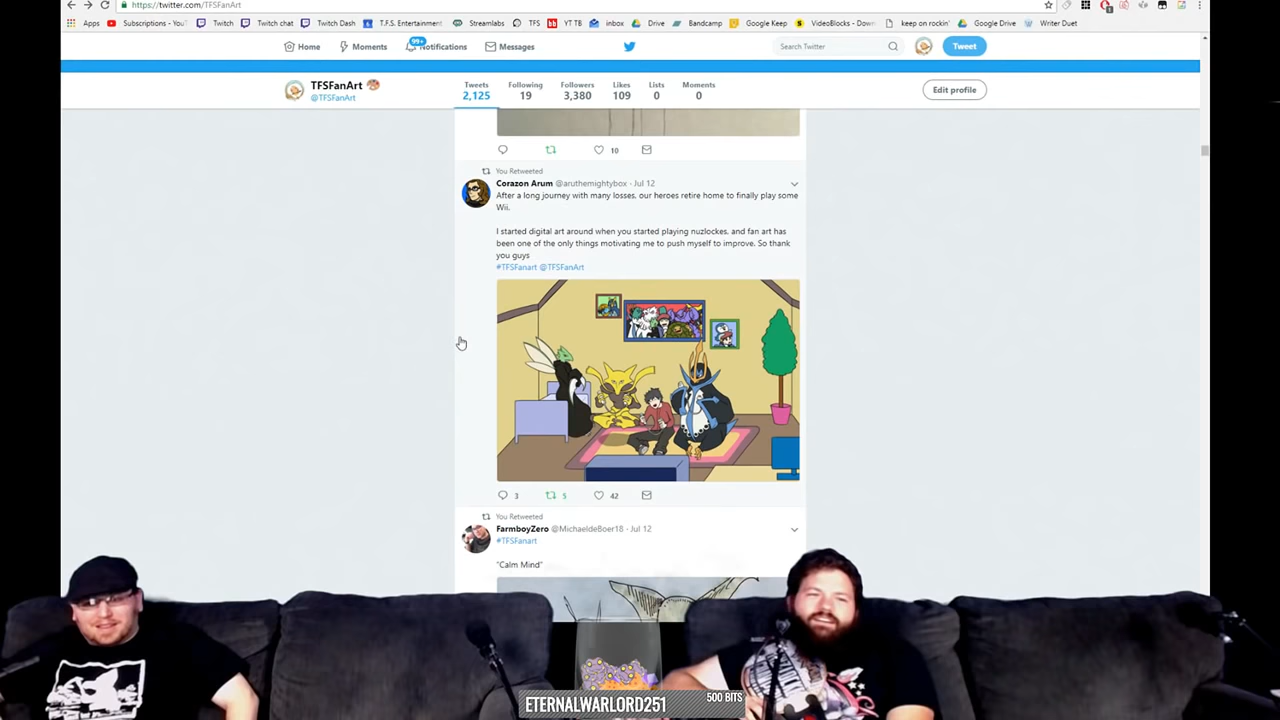 https://twitter.com/TFSFanArt
Apps
Subscriptions - YouT
Twitch
Twitch chat
Twitch Dash
T.F.S. Entertainment
Streamlabs
TFS
YT TB
inbox
Drive
Bandcamp
Google Keep
VideoBlocks - Down
keep on rockin'
Google Drive
Writer Duet
Home
Moments
99+
Notifications
Messages
Search Twitter
Tweet
TFSFanArt
@TFSFanArt
Tweets
2,125
Following
19
Followers
3,380
Likes
109
Lists
0
Moments
0
Edit profile
10
You Retweeted
Corazon Arum @aruthemightybox - Jul 12
After a long journey with many losses, our heroes retire home to finally play some
Wii.
I started digital art around when you started playing nuzlockes, and fan art has
been one of the only things motivating me to push myself to improve. So thank
you guys
#TFSFanart @TFSFanArt
3
5
42
You Retweeted
FarmboyZero @MichaeldeBoer18 - Jul 12
#TFSFanart
"Calm Mind"
ETERNALWARLORD251
500 BITS